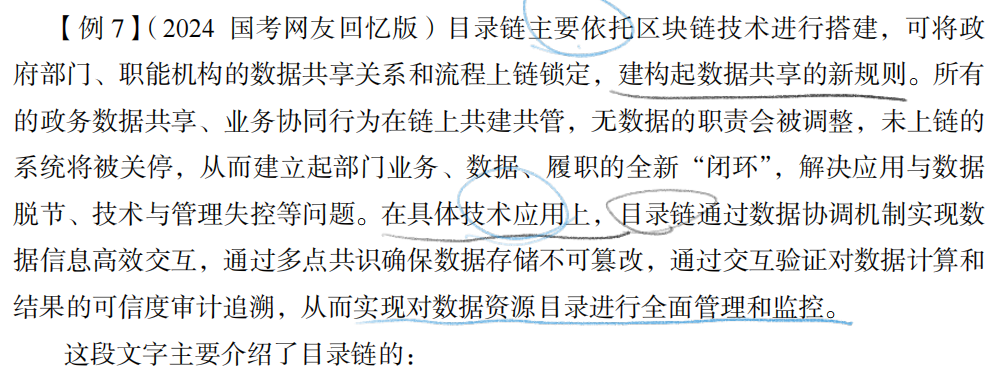 【例7】（2024 国考网友回忆版）目录链主要依托区块链技术进行搭建，可将政
府部门、职能机构的数据共享关系和流程上链锁定，建构起数据共享的新规则。所有
的政务数据共享、业务协同行为在链上共建共管，无数据的职责会被调整，未上链的
系统将被关停，从而建立起部门业务、数据、履职的全新“闭环”，解决应用与数据
脱节、技术与管理失控等问题。在具体技术应用上，目录链通过数据协调机制实现数
据信息高效交互，通过多点共识确保数据存储不可篡改，通过交互验证对数据计算和
结果的可信度审计追溯，从而实现对数据资源目录进行全面管理和监控。
这段文字主要介绍了目录链的：